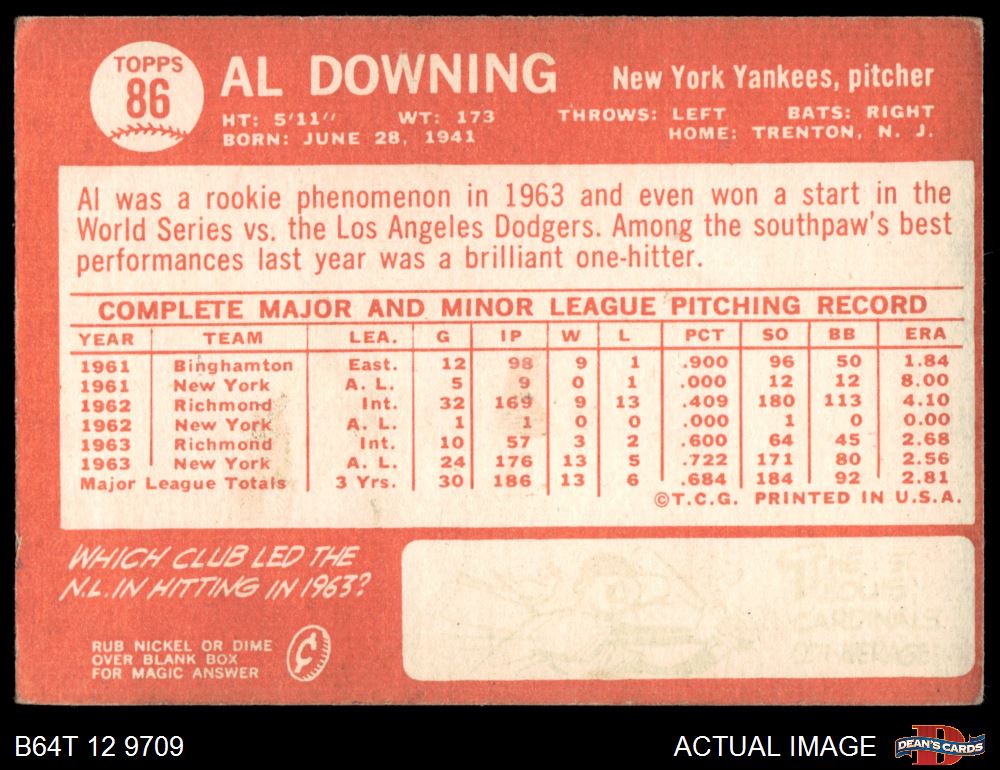 TOPPS
86
AL DOWNING
New York Yankees, pitcher
HT: 5'11" WT: 173 THROWS: LEFT BATS: RIGHT
BORN: JUNE 28, 1941 HOME: TRENTON, N. J.
Al was a rookie phenomenon in 1963 and even won a start in the
World Series vs. the Los Angeles Dodgers. Among the southpaw's best
performances last year was a brilliant one-hitter.
COMPLETE MAJOR AND MINOR LEAGUE PITCHING RECORD
YEAR TEAM LEA. G IP W L PCT SO BB ERA
1961 Binghamton East. 12 98 9 1 .900 96 50 1.84
1961 New York A. L. 5 9 0 1 .000 12 12 8.00
1962 Richmond Int. 32 169 9 13 .409 180 113 4.10
1962 New York A. L. 1 1 0 0 .000 1 0 0.00
1963 Richmond Int. 10 57 3 2 .600 64 45 2.68
1963 New York A. L. 24 176 13 5 .722 171 80 2.56
Major League Totals 3 Yrs. 30 186 13 6 .684 184 92 2.81
©T.C.G. PRINTED IN U.S.A.
WHICH CLUB LED THE
N.L. IN HITTING IN 1963?
RUB NICKEL OR DIME
OVER BLANK BOX
FOR MAGIC ANSWER
B64T 12 9709
ACTUAL IMAGE
DEAN'S CARDS